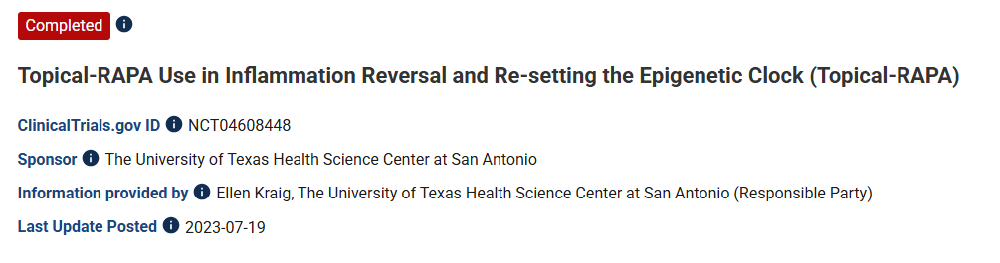 Completed
Topical-RAPA Use in Inflammation Reversal and Re-setting the Epigenetic Clock (Topical-RAPA)
ClinicalTrials.gov ID NCT04608448
Sponsor The University of Texas Health Science Center at San Antonio
Information provided by Ellen Kraig, The University of Texas Health Science Center at San Antonio (Responsible Party)
Last Update Posted 2023-07-19